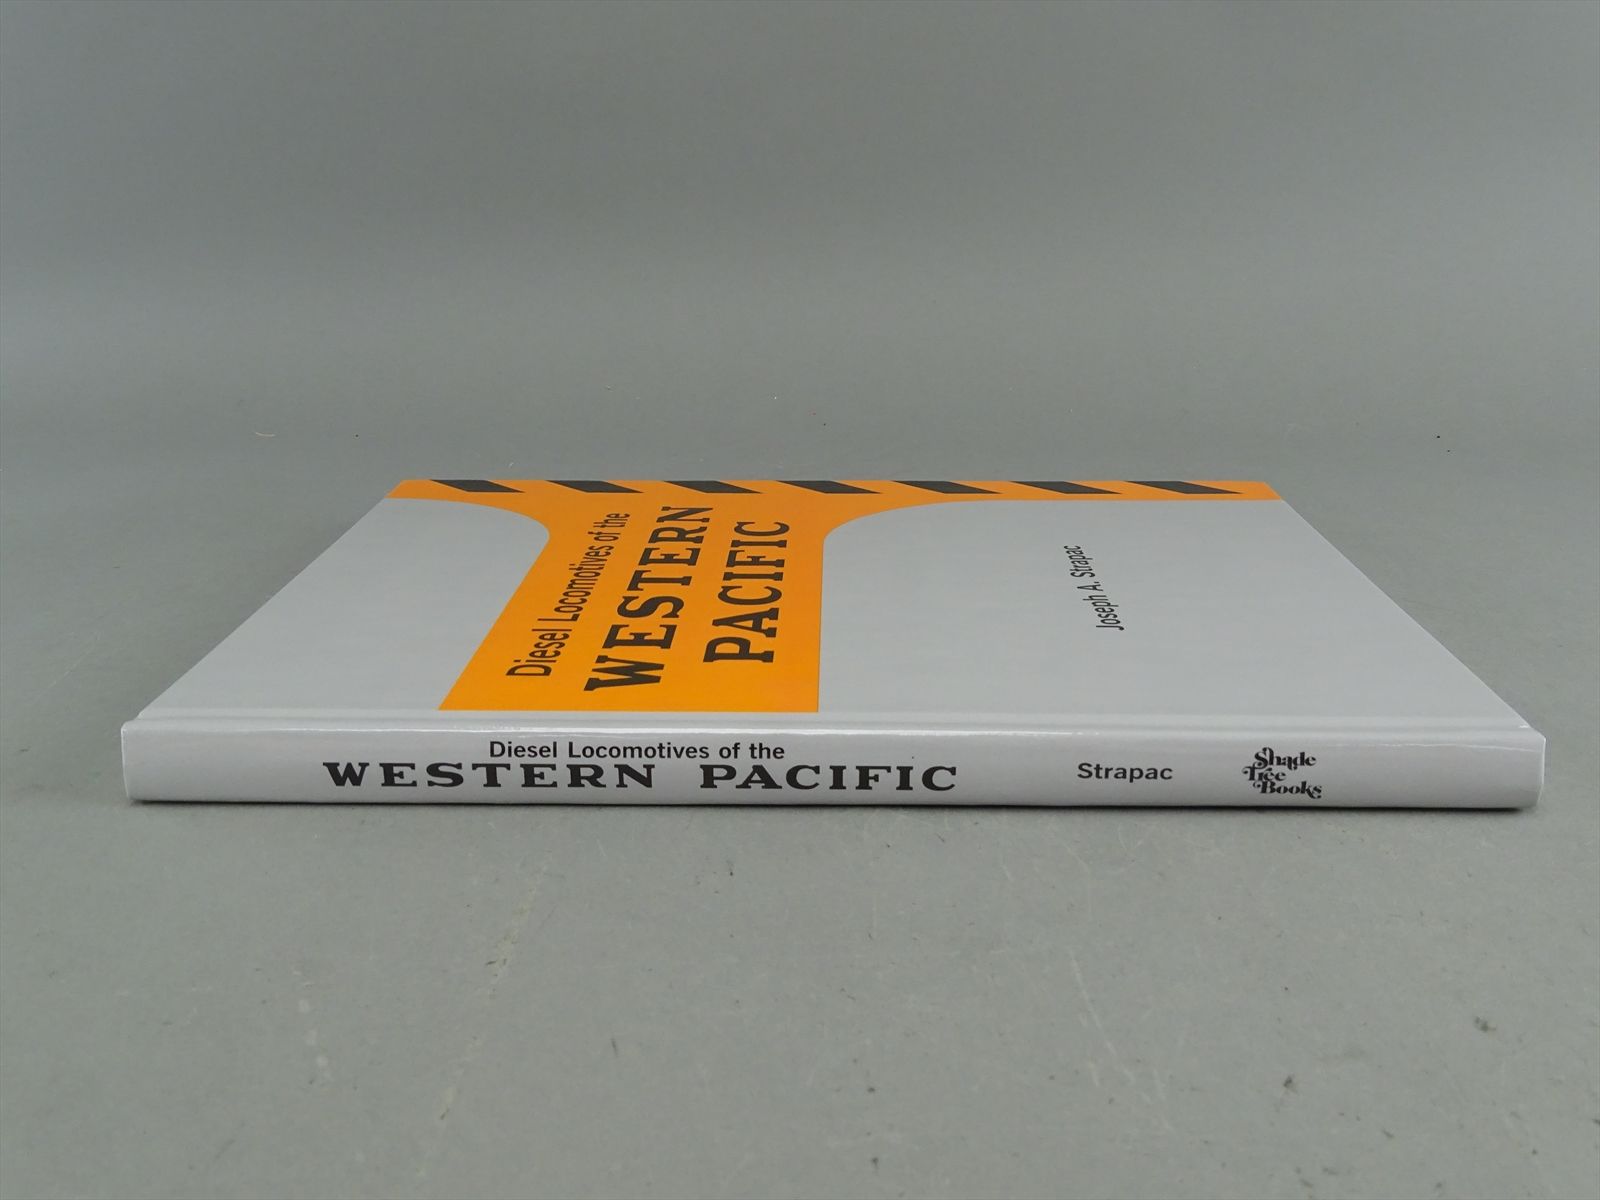 Diesel Locomotives of the
WESTERN
PACIFIC
Joseph A. Strapac
Diesel Locomotives of the
WESTERN PACIFIC
Strapac
Shade
Tree
Books